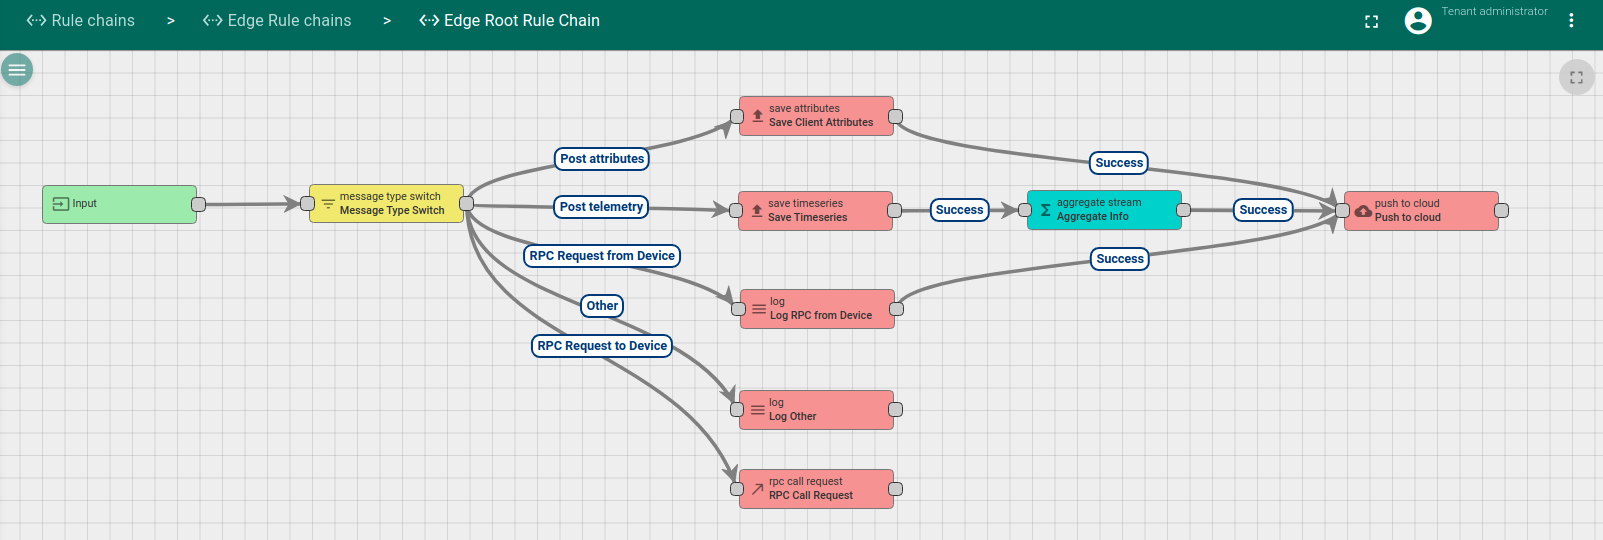 Rule chains > Edge Rule chains > Edge Root Rule Chain
Tenant administrator
save attributes
Save Client Attributes
Post attributes
Success
Input
message type switch
Message Type Switch
Post telemetry
save timeseries
Save Timeseries
Success
aggregate stream
Aggregate Info
Success
push to cloud
Push to cloud
RPC Request from Device
Success
log
Log RPC from Device
Other
RPC Request to Device
log
Log Other
rpc call request
RPC Call Request